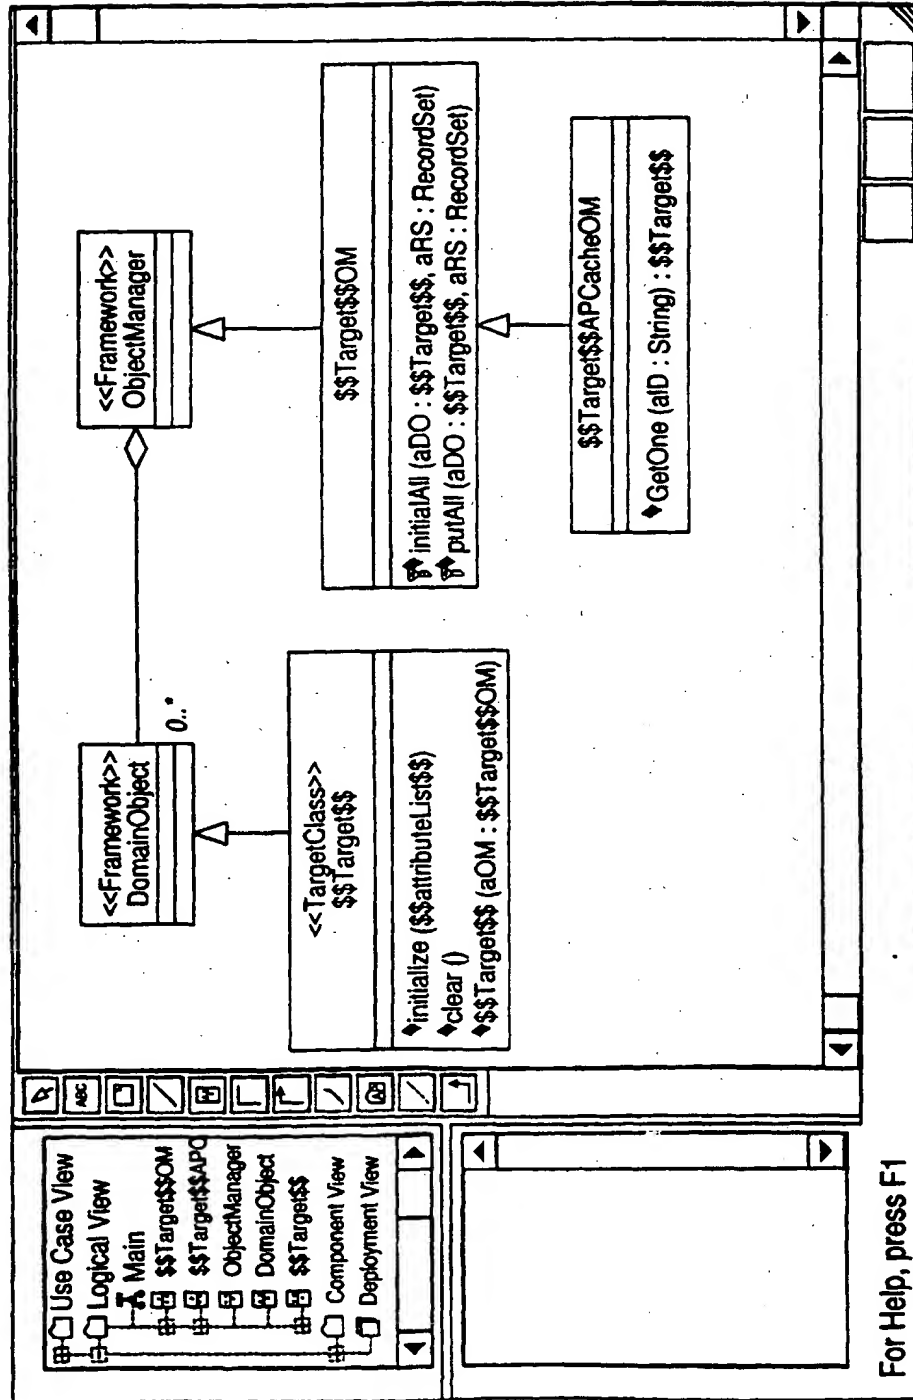 Use Case View
Logical View
Main
$$Target$$OM
$$Target$$APC
ObjectManager
DomainObject
$$Target$$
Component View
Deployment View
ABC
<<Framework>>
DomainObject
0..*
<<Framework>>
ObjectManager
<<TargetClass>>
$$Target$$
initialize ($$attributeList$$)
clear ()
$$Target$$ (aOM : $$Target$$OM)
$$Target$$OM
initialAll (aDO : $$Target$$, aRS : RecordSet)
putAll (aDO : $$Target$$, aRS : RecordSet)
$$Target$$APCacheOM
GetOne (aID : String) : $$Target$$
For Help, press F1